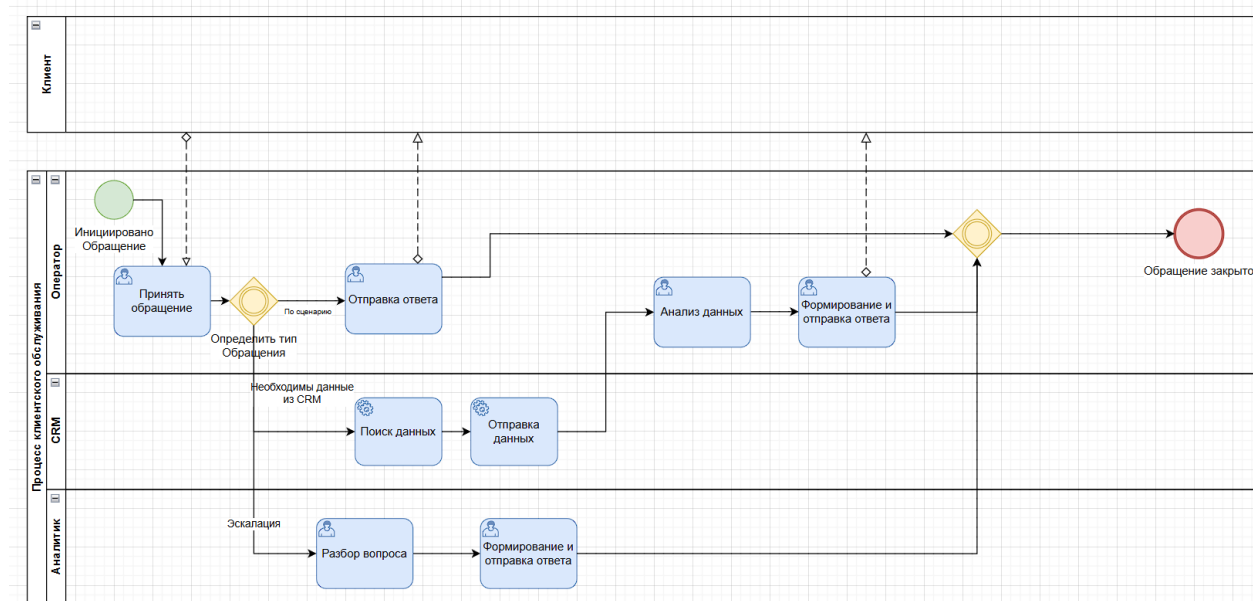 Клиент
Процесс клиентского обслуживания
Оператор
Инициировано
Обращение
Принять
обращение
Определить тип
Обращения
По сценарию
Отправка ответа
Анализ данных
Формирование и
отправка ответа
Обращение закрыто
CRM
Необходимы данные
из CRM
Поиск данных
Отправка
данных
Аналитик
Эскалация
Разбор вопроса
Формирование и
отправка ответа